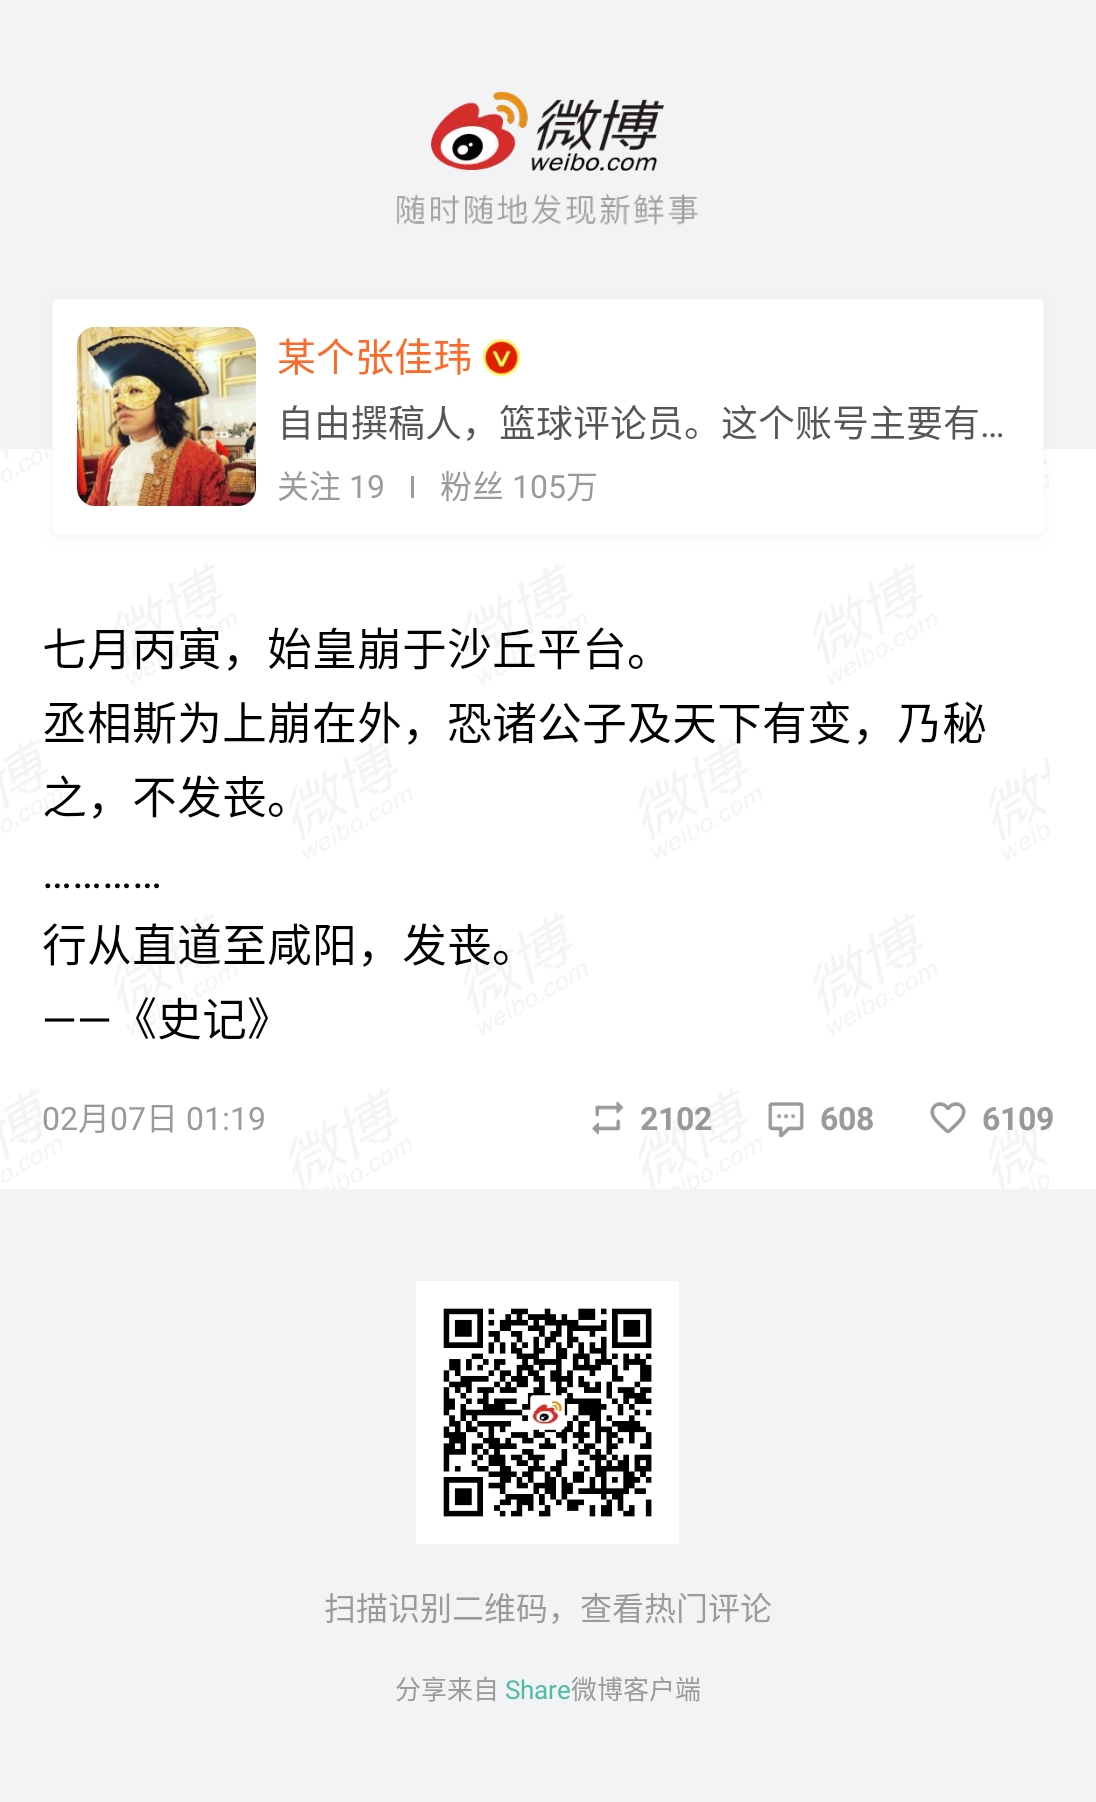 微博
weibo.com
随时随地发现新鲜事
某个张佳玮
自由撰稿人，篮球评论员。这个账号主要有...
关注 19 | 粉丝 105万
七月丙寅，始皇崩于沙丘平台。
丞相斯为上崩在外，恐诸公子及天下有变，乃秘
之，不发丧。
…………
行从直道至咸阳，发丧。
——《史记》
02月07日 01:19 2102 608 6109
扫描识别二维码，查看热门评论
分享来自 Share微博客户端